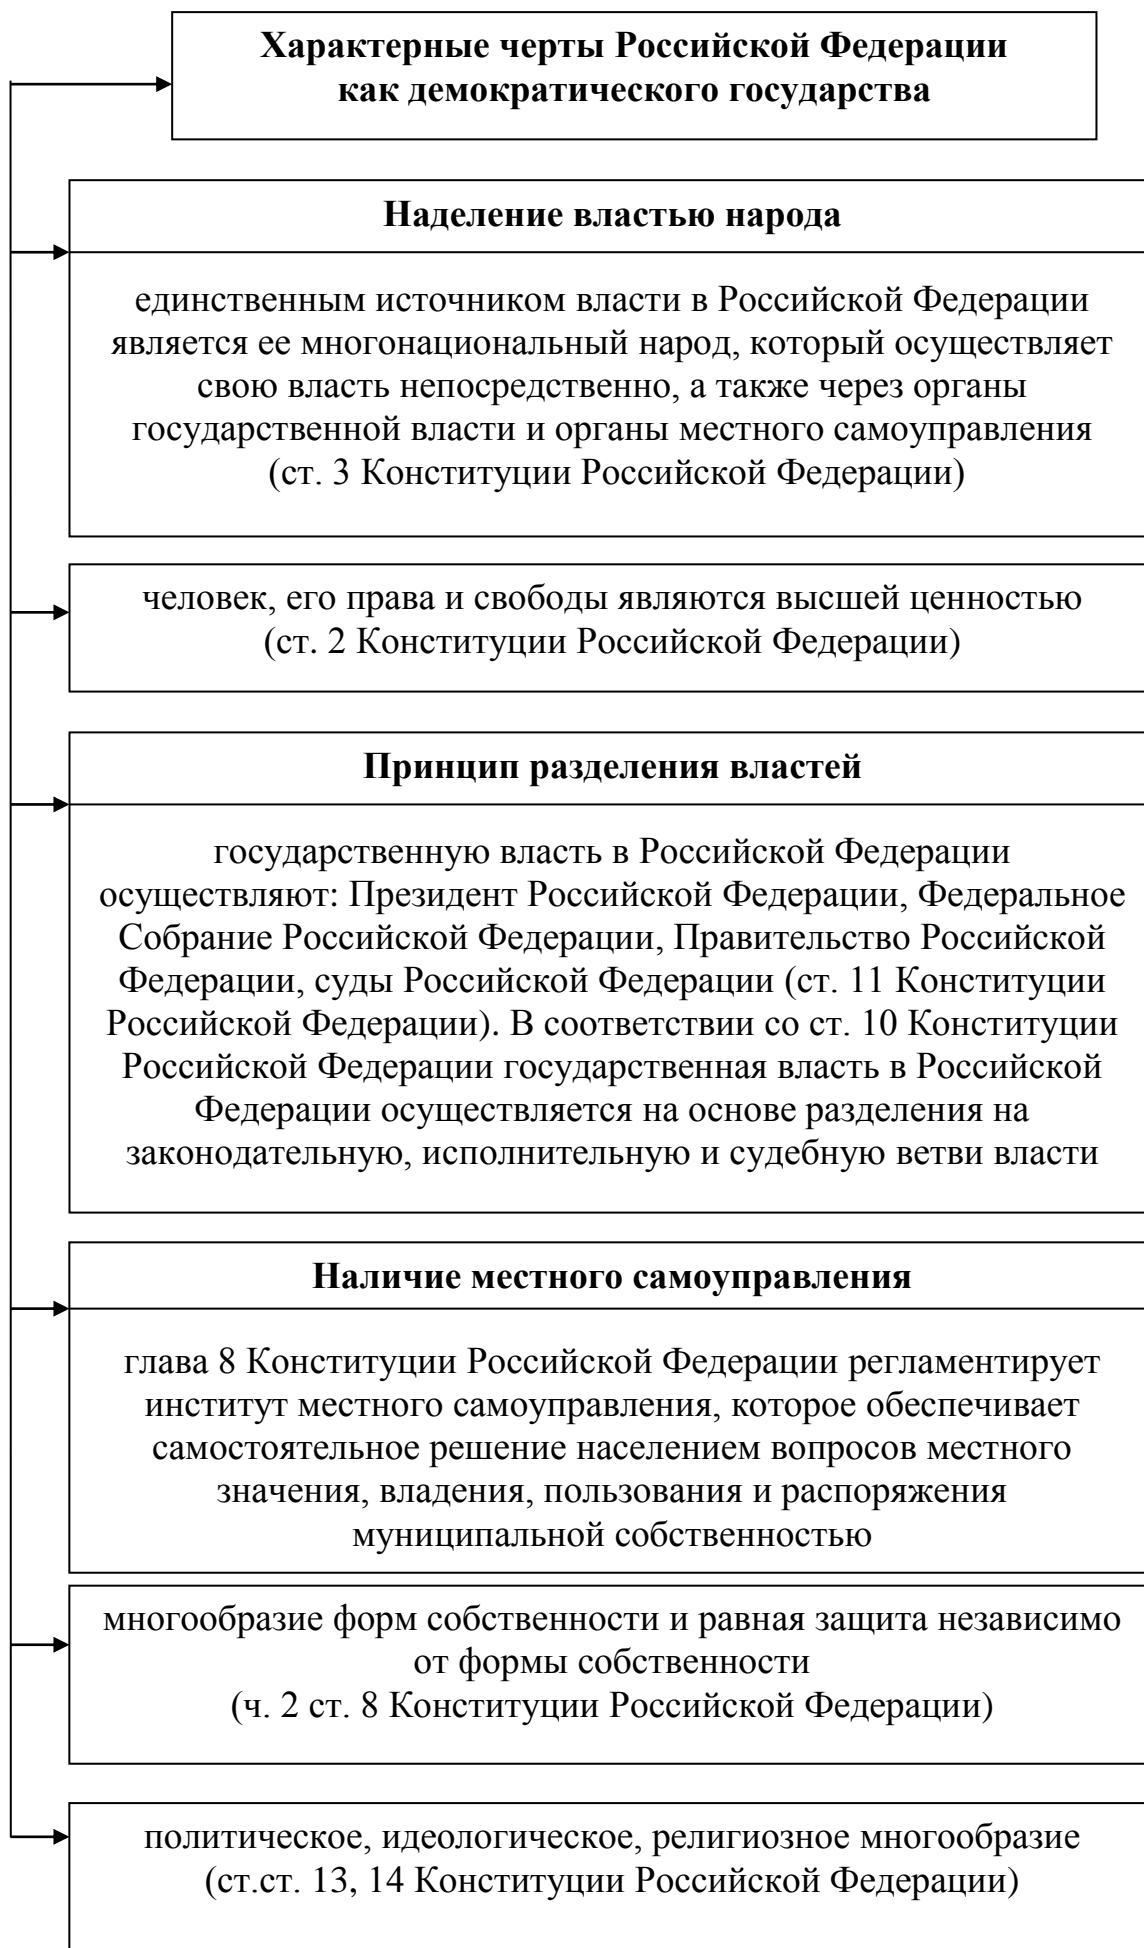 Характерные черты Российской Федерации
как демократического государства
Наделение властью народа
единственным источником власти в Российской Федерации
является ее многонациональный народ, который осуществляет
свою власть непосредственно, а также через органы
государственной власти и органы местного самоуправления
(ст. 3 Конституции Российской Федерации)
человек, его права и свободы являются высшей ценностью
(ст. 2 Конституции Российской Федерации)
Принцип разделения властей
государственную власть в Российской Федерации
осуществляют: Президент Российской Федерации, Федеральное
Собрание Российской Федерации, Правительство Российской
Федерации, суды Российской Федерации (ст. 11 Конституции
Российской Федерации). В соответствии со ст. 10 Конституции
Российской Федерации государственная власть в Российской
Федерации осуществляется на основе разделения на
законодательную, исполнительную и судебную ветви власти
Наличие местного самоуправления
глава 8 Конституции Российской Федерации регламентирует
институт местного самоуправления, которое обеспечивает
самостоятельное решение населением вопросов местного
значения, владения, пользования и распоряжения
муниципальной собственностью
многообразие форм собственности и равная защита независимо
от формы собственности
(ч. 2 ст. 8 Конституции Российской Федерации)
политическое, идеологическое, религиозное многообразие
(ст.ст. 13, 14 Конституции Российской Федерации)